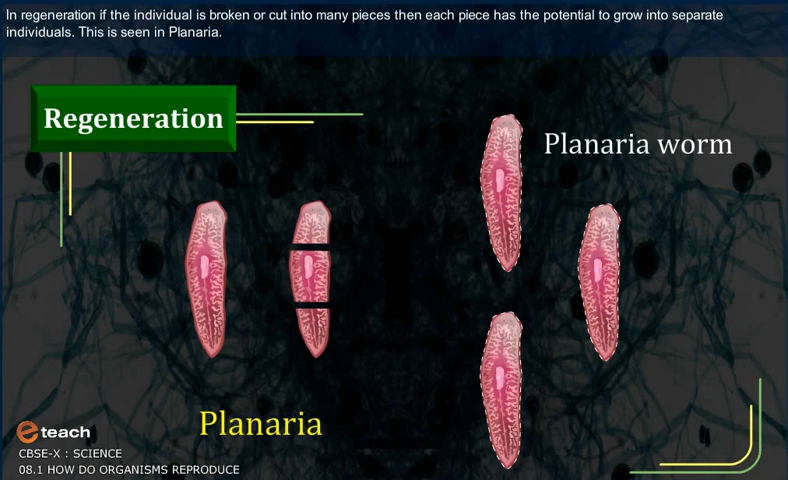 In regeneration if the individual is broken or cut into many pieces then each piece has the potential to grow into separate
individuals. This is seen in Planaria.
Regeneration
Planaria worm
Planaria
e teach
CBSE-X : SCIENCE
08.1 HOW DO ORGANISMS REPRODUCE